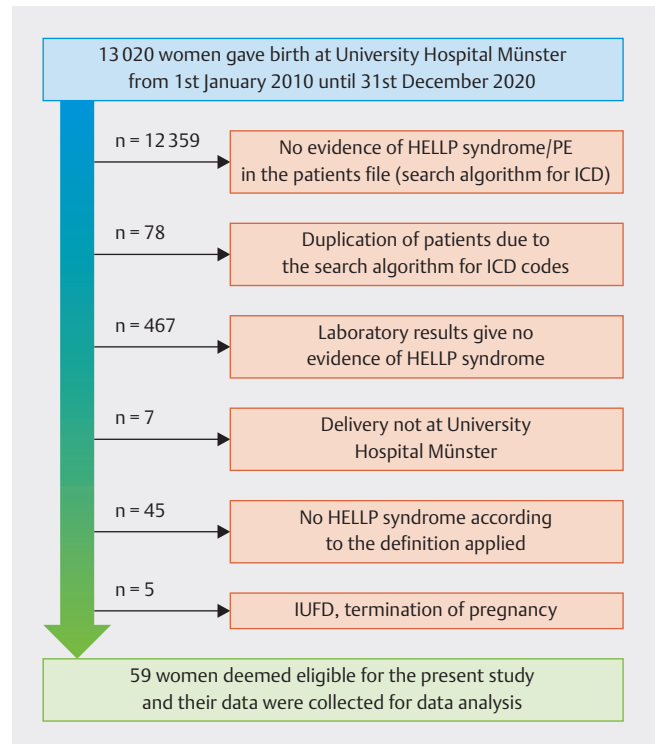 13 020 women gave birth at University Hospital Münster
from 1st January 2010 until 31st December 2020
n = 12 359
No evidence of HELLP syndrome/PE
in the patients file (search algorithm for ICD)
n = 78
Duplication of patients due to
the search algorithm for ICD codes
n = 467
Laboratory results give no
evidence of HELLP syndrome
n = 7
Delivery not at University
Hospital Münster
n = 45
No HELLP syndrome according
to the definition applied
n = 5
IUFD, termination of pregnancy
59 women deemed eligible for the present study
and their data were collected for data analysis